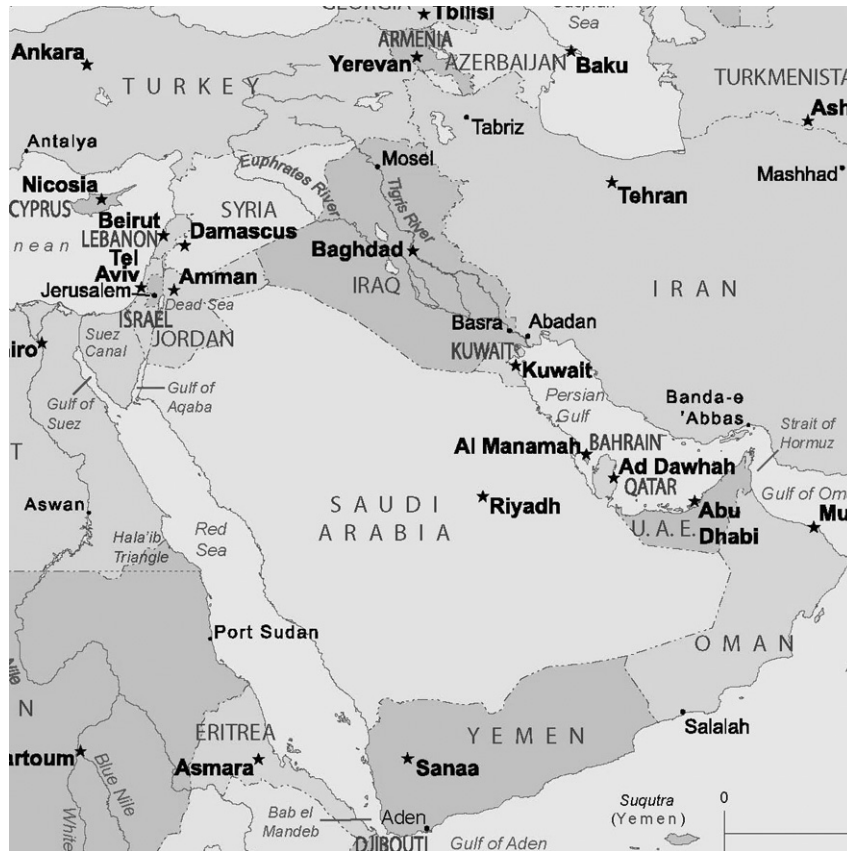 GEORGIA
Tbilisi
Caspian
Sea
ARMENIA
Ankara
Yerevan
AZERBAIJAN
Baku
TURKMENISTA
TURKEY
Ash
Tabriz
Antalya
Mosel
Mashhad
Euphrates River
Tigris River
Nicosia
Tehran
CYPRUS
Beirut
SYRIA
nean
LEBANON
Damascus
Baghdad
Tel
Aviv
Amman
IRAQ
IRAN
Jerusalem
Dead Sea
ISRAEL
JORDAN
Basra
Abadan
Suez
Canal
iro
KUWAIT
Kuwait
Gulf of
Suez
Gulf of
Aqaba
Persian
Gulf
Banda-e
'Abbas
Strait of
Hormuz
T
Al Manamah
BAHRAIN
Ad Dawhah
QATAR
Aswan
SAUDI
ARABIA
Riyadh
Gulf of Om
Abu
Dhabi
U. A. E.
Mu
Red
Sea
Hala'ib
Triangle
Port Sudan
OMAN
Nile
N
ERITREA
YEMEN
Salalah
artoum
Asmara
Sanaa
Blue Nile
White
Bab el
Mandeb
Aden
DJIBOUTI
Gulf of Aden
Suqutra
(Yemen)
0